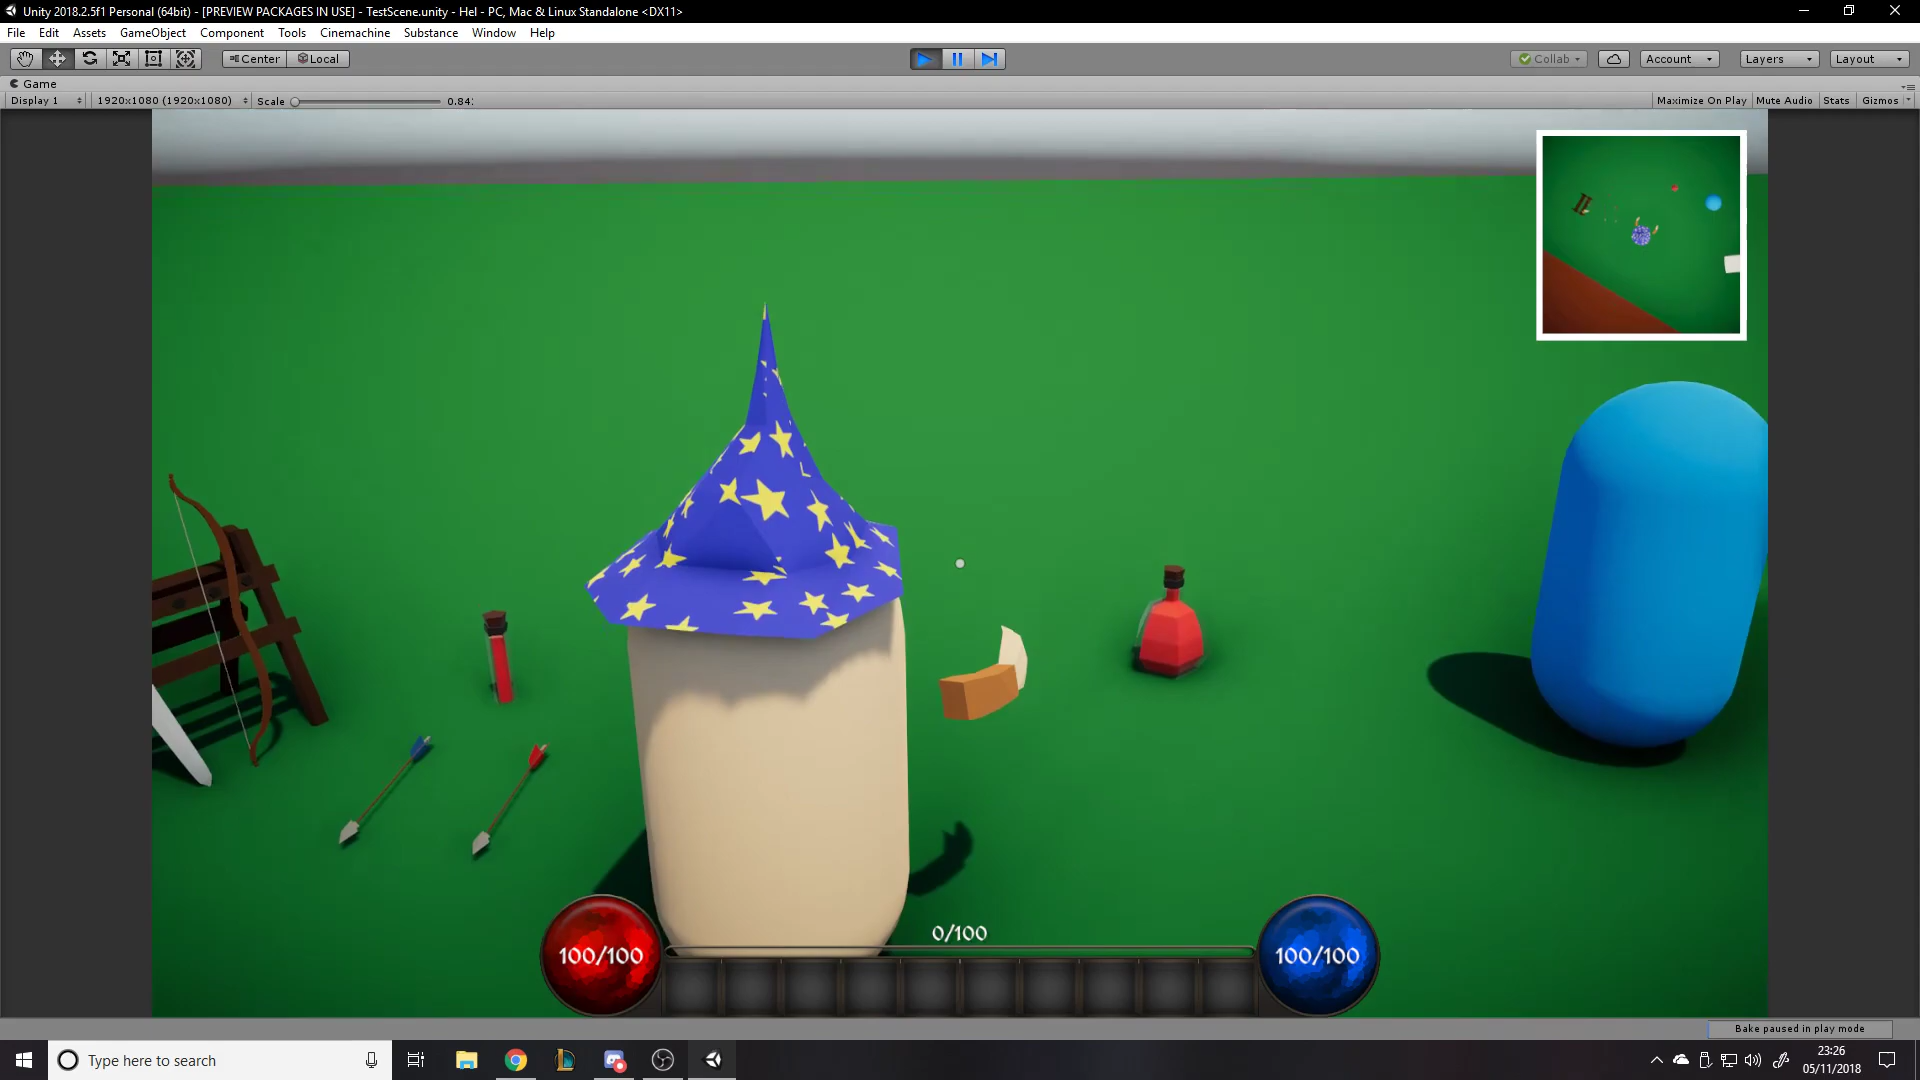 Unity 2018.2.5f1 Personal (64bit) - [PREVIEW PACKAGES IN USE] - TestScene.unity - Hel - PC, Mac & Linux Standalone <DX11>
File Edit Assets GameObject Component Tools Cinemachine Substance Window Help
Center Local Collab Account Layers Layout
Game
Display 1 1920x1080 (1920x1080) Scale 0.84 Maximize On Play Mute Audio Stats Gizmos
0/100
100/100 100/100
Bake paused in play mode
Type here to search
23:26
05/11/2018